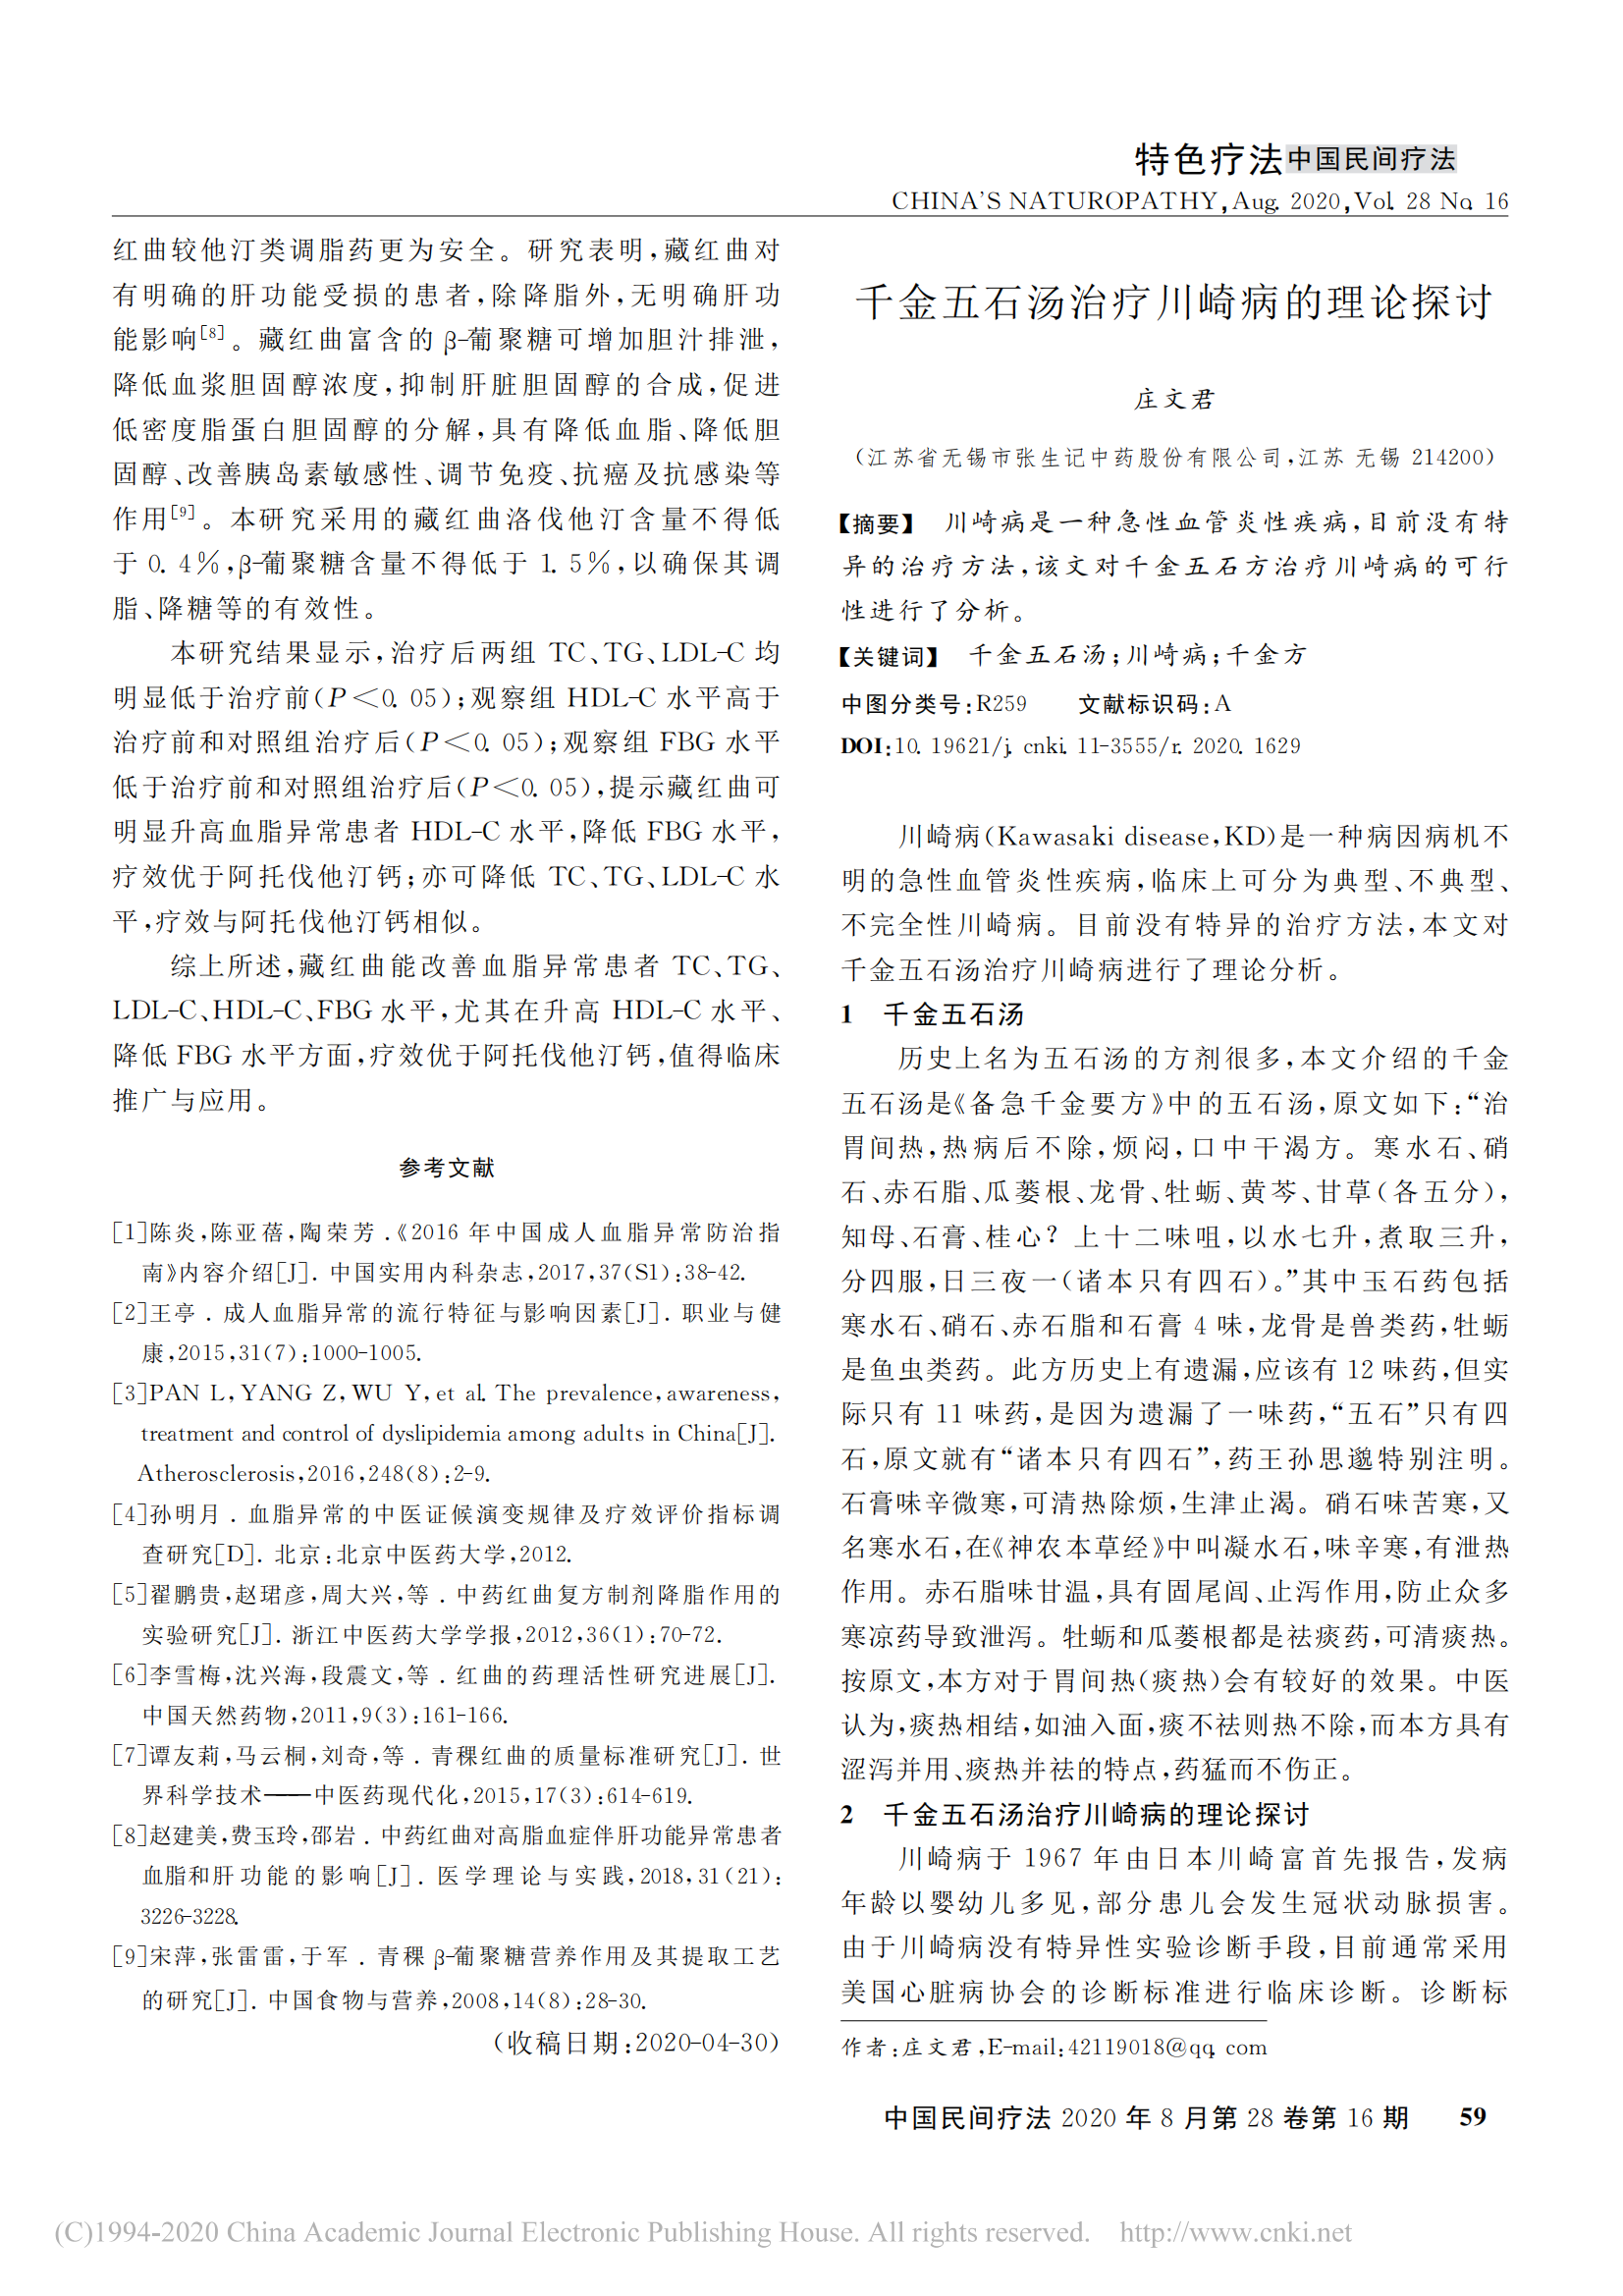 特色疗法 中国民间疗法
CHINA'S NATUROPATHY,Aug. 2020,Vol. 28 No. 16
红曲较他汀类调脂药更为安全。研究表明,藏红曲对
有明确的肝功能受损的患者,除降脂外,无明确肝功
能影响[8]。藏红曲富含的 β-葡聚糖可增加胆汁排泄,
降低血浆胆固醇浓度,抑制肝脏胆固醇的合成,促进
低密度脂蛋白胆固醇的分解,具有降低血脂、降低胆
固醇、改善胰岛素敏感性、调节免疫、抗癌及抗感染等
作用[9]。本研究采用的藏红曲洛伐他汀含量不得低
于 0.4%,β-葡聚糖含量不得低于 1.5%,以确保其调
脂、降糖等的有效性。
本研究结果显示,治疗后两组 TC、TG、LDL-C 均
明显低于治疗前(P<0.05);观察组 HDL-C 水平高于
治疗前和对照组治疗后(P<0.05);观察组 FBG 水平
低于治疗前和对照组治疗后(P<0.05),提示藏红曲可
明显升高血脂异常患者 HDL-C 水平,降低 FBG 水平,
疗效优于阿托伐他汀钙;亦可降低 TC、TG、LDL-C 水
平,疗效与阿托伐他汀钙相似。
综上所述,藏红曲能改善血脂异常患者 TC、TG、
LDL-C、HDL-C、FBG 水平,尤其在升高 HDL-C 水平、
降低 FBG 水平方面,疗效优于阿托伐他汀钙,值得临床
推广与应用。
参考文献
[1]陈炎,陈亚蓓,陶荣芳.《2016 年中国成人血脂异常防治指
南》内容介绍[J]. 中国实用内科杂志,2017,37(S1):38-42.
[2]王亭. 成人血脂异常的流行特征与影响因素[J]. 职业与健
康,2015,31(7):1000-1005.
[3]PAN L,YANG Z,WU Y,et al. The prevalence,awareness,
treatment and control of dyslipidemia among adults in China[J].
Atherosclerosis,2016,248(8):2-9.
[4]孙明月. 血脂异常的中医证候演变规律及疗效评价指标调
查研究[D]. 北京:北京中医药大学,2012.
[5]翟鹏贵,赵珺彦,周大兴,等. 中药红曲复方制剂降脂作用的
实验研究[J]. 浙江中医药大学学报,2012,36(1):70-72.
[6]李雪梅,沈兴海,段震文,等. 红曲的药理活性研究进展[J].
中国天然药物,2011,9(3):161-166.
[7]谭友莉,马云桐,刘奇,等. 青稞红曲的质量标准研究[J]. 世
界科学技术——中医药现代化,2015,17(3):614-619.
[8]赵建美,费玉玲,邵岩. 中药红曲对高脂血症伴肝功能异常患者
血脂和肝功能的影响[J]. 医学理论与实践,2018,31(21):
3226-3228.
[9]宋萍,张雷雷,于军. 青稞 β-葡聚糖营养作用及其提取工艺
的研究[J]. 中国食物与营养,2008,14(8):28-30.
(收稿日期:2020-04-30)
千金五石汤治疗川崎病的理论探讨
庄文君
(江苏省无锡市张生记中药股份有限公司,江苏 无锡 214200)
【摘要】 川崎病是一种急性血管炎性疾病,目前没有特
异的治疗方法,该文对千金五石方治疗川崎病的可行
性进行了分析。
【关键词】 千金五石汤;川崎病;千金方
中图分类号:R259 文献标识码:A
DOI:10.19621/j.cnki.11-3555/r.2020.1629
川崎病(Kawasaki disease,KD)是一种病因病机不
明的急性血管炎性疾病,临床上可分为典型、不典型、
不完全性川崎病。目前没有特异的治疗方法,本文对
千金五石汤治疗川崎病进行了理论分析。
1 千金五石汤
历史上名为五石汤的方剂很多,本文介绍的千金
五石汤是《备急千金要方》中的五石汤,原文如下:“治
胃间热,热病后不除,烦闷,口中干渴方。寒水石、硝
石、赤石脂、瓜蒌根、龙骨、牡蛎、黄芩、甘草(各五分),
知母、石膏、桂心?上十二味咀,以水七升,煮取三升,
分四服,日三夜一(诸本只有四石)。”其中玉石药包括
寒水石、硝石、赤石脂和石膏 4 味,龙骨是兽类药,牡蛎
是鱼虫类药。此方历史上有遗漏,应该有 12 味药,但实
际只有 11 味药,是因为遗漏了一味药,“五石”只有四
石,原文就有“诸本只有四石”,药王孙思邈特别注明。
石膏味辛微寒,可清热除烦,生津止渴。硝石味苦寒,又
名寒水石,在《神农本草经》中叫凝水石,味辛寒,有泄热
作用。赤石脂味甘温,具有固尾闾、止泻作用,防止众多
寒凉药导致泄泻。牡蛎和瓜蒌根都是祛痰药,可清痰热。
按原文,本方对于胃间热(痰热)会有较好的效果。中医
认为,痰热相结,如油入面,痰不祛则热不除,而本方具有
涩泻并用、痰热并祛的特点,药猛而不伤正。
2 千金五石汤治疗川崎病的理论探讨
川崎病于 1967 年由日本川崎富首先报告,发病
年龄以婴幼儿多见,部分患儿会发生冠状动脉损害。
由于川崎病没有特异性实验诊断手段,目前通常采用
美国心脏病协会的诊断标准进行临床诊断。诊断标
作者:庄文君,E-mail:42119018@qq.com
中国民间疗法 2020 年 8 月第 28 卷第 16 期 59
(C)1994-2020 China Academic Journal Electronic Publishing House. All rights reserved. http://www.cnki.net